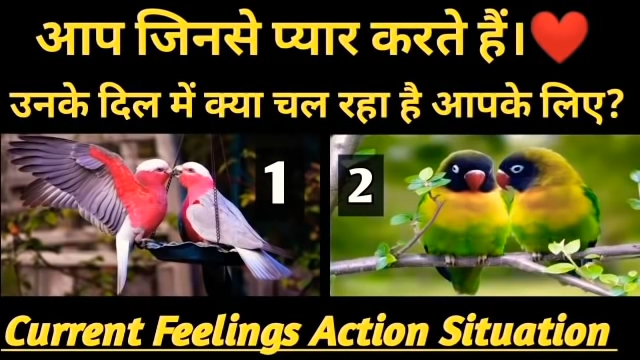 आप जिनसे प्यार करते हैं।❤️
उनके दिल में क्या चल रहा है आपके लिए?
1
2
Current Feelings Action Situation